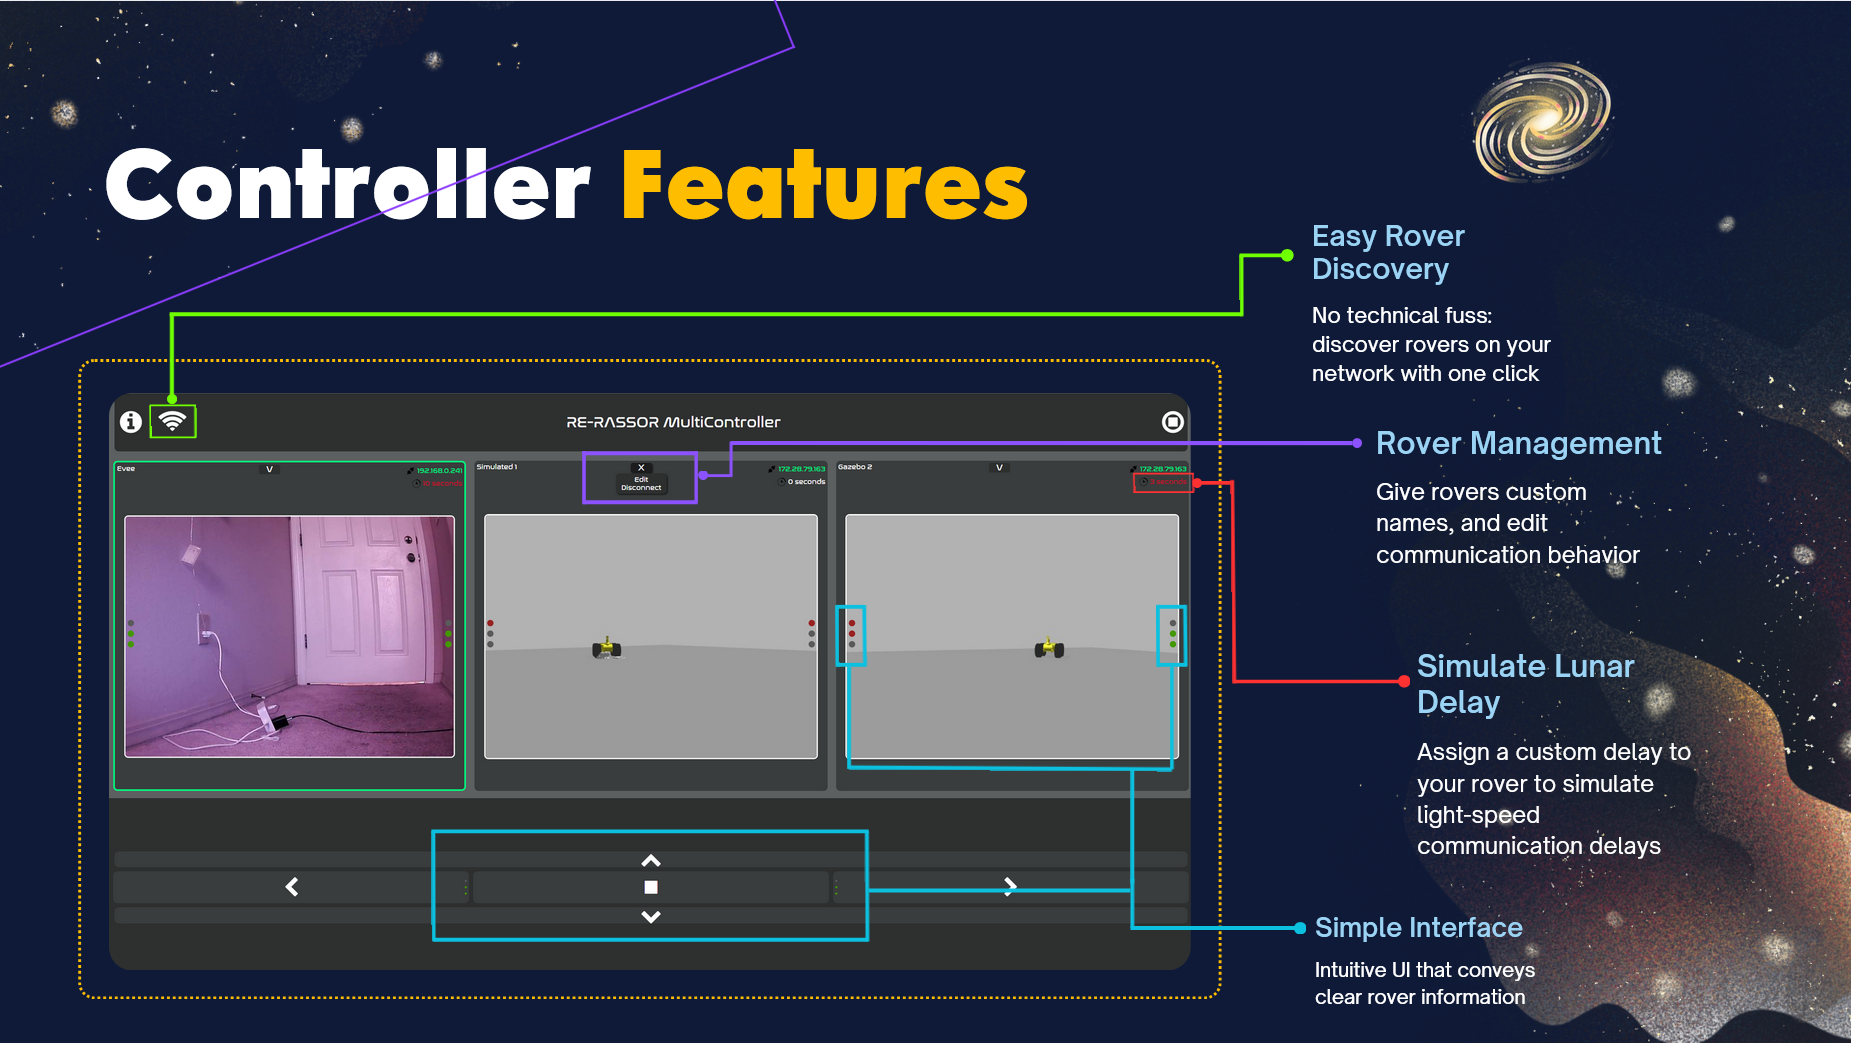 Controller Features
Easy Rover
Discovery
No technical fuss:
discover rovers on your
network with one click
RE-RASSOR MultiController
Evee
V
192.168.0.241
10 seconds
Simulated 1
X
Edit
Disconnect
172.28.79.163
0 seconds
Gazebo 2
V
172.28.79.163
seconds
Rover Management
Give rovers custom
names, and edit
communication behavior
Simulate Lunar
Delay
Assign a custom delay to
your rover to simulate
light-speed
communication delays
Simple Interface
Intuitive UI that conveys
clear rover information